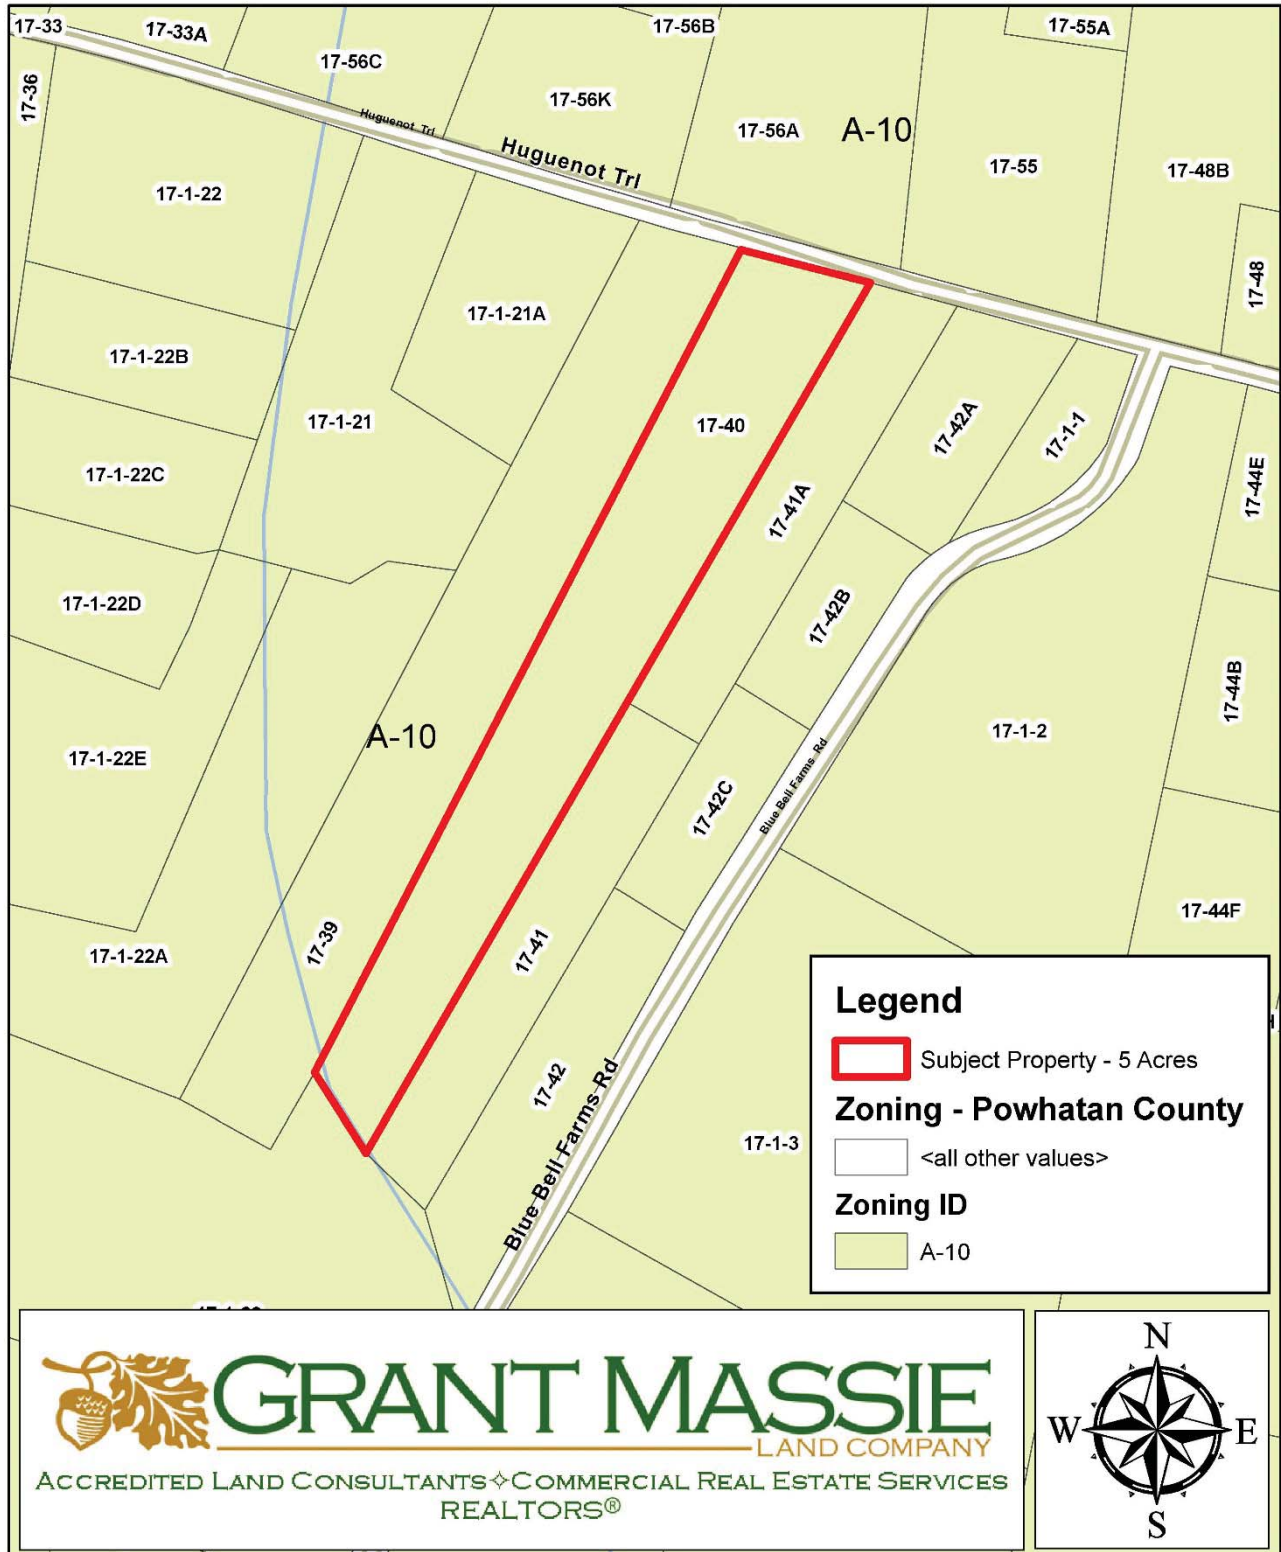 17-33
17-33A
17-56B
17-55A
17-56C
17-36
17-56K
17-56A
A-10
Huguenot Trl
Huguenot Trl
17-55
17-48B
17-1-22
17-48
17-1-21A
17-1-22B
17-1-21
17-40
17-42A
17-1-1
17-1-22C
17-44E
17-41A
17-1-22D
17-42B
17-44B
17-1-2
A-10
17-1-22E
Blue Bell Farms Rd
17-42C
17-44F
17-39
17-41
17-1-22A
17-42
17-1-3
Blue Bell Farms Rd
Legend
Subject Property - 5 Acres
Zoning - Powhatan County
<all other values>
Zoning ID
A-10
GRANT MASSIE
LAND COMPANY
ACCREDITED LAND CONSULTANTS✧COMMERCIAL REAL ESTATE SERVICES
REALTORS®
N
W
E
S